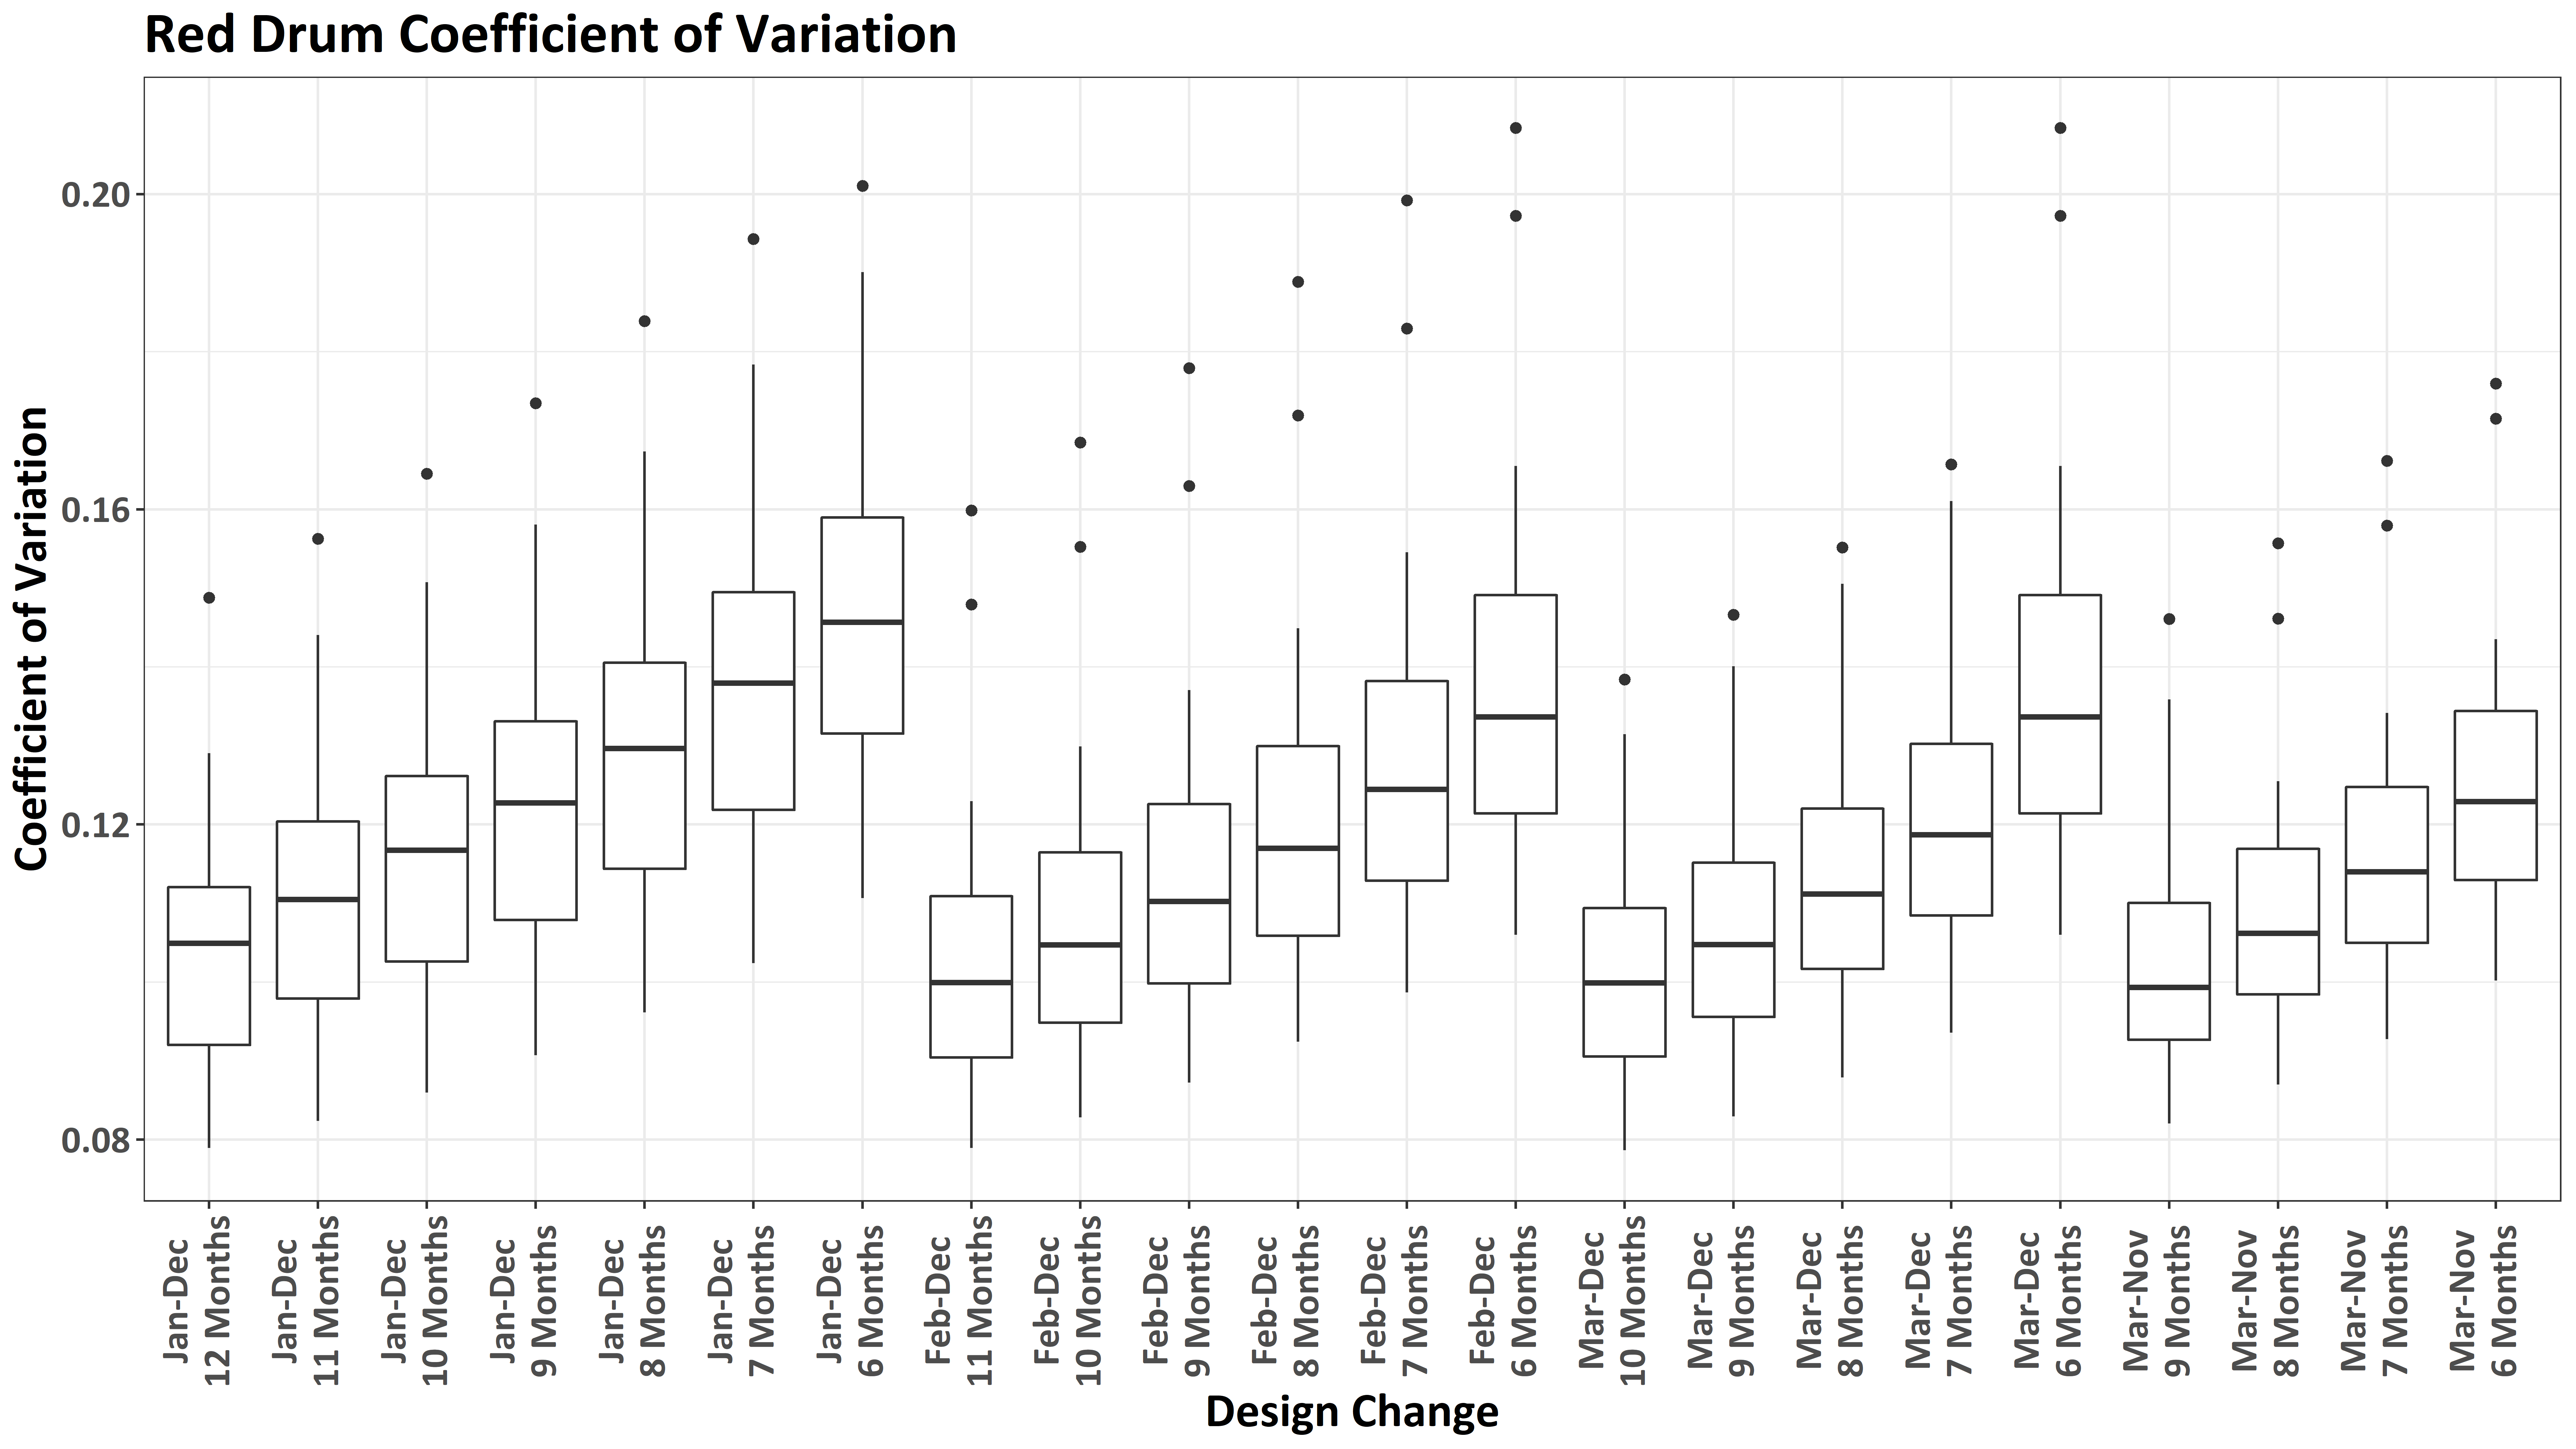 Red Drum Coefficient of Variation
Coefficient of Variation
0.20
0.16
0.12
0.08
Jan-Dec
12 Months
Jan-Dec
11 Months
Jan-Dec
10 Months
Jan-Dec
9 Months
Jan-Dec
8 Months
Jan-Dec
7 Months
Jan-Dec
6 Months
Feb-Dec
11 Months
Feb-Dec
10 Months
Feb-Dec
9 Months
Feb-Dec
8 Months
Feb-Dec
7 Months
Feb-Dec
6 Months
Mar-Dec
10 Months
Mar-Dec
9 Months
Mar-Dec
8 Months
Mar-Dec
7 Months
Mar-Dec
6 Months
Mar-Nov
9 Months
Mar-Nov
8 Months
Mar-Nov
7 Months
Mar-Nov
6 Months
Design Change